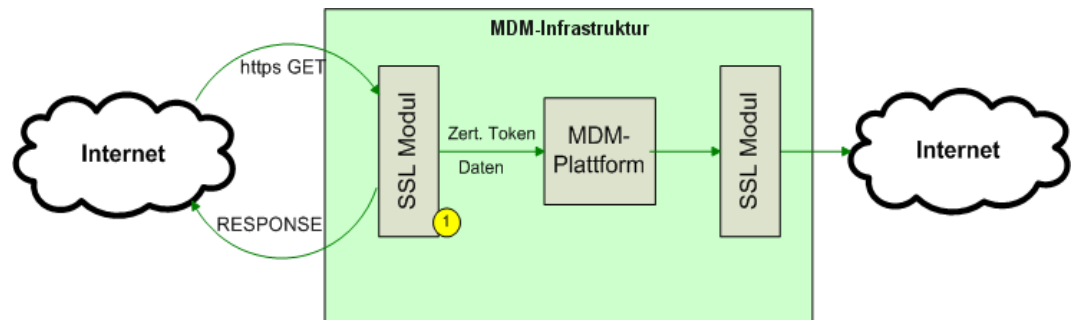 MDM-Infrastruktur
https GET
Internet
RESPONSE
SSL Modul
1
Zert. Token
Daten
MDM-
Plattform
SSL Modul
Internet